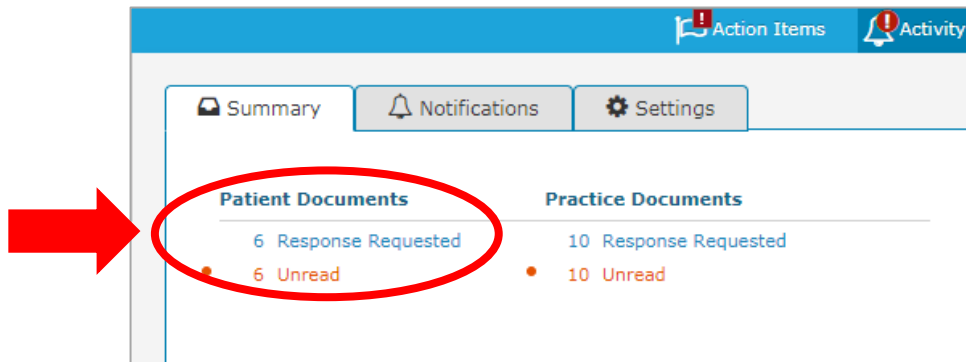 Action Items Activity
Summary Notifications Settings
Patient Documents Practice Documents
6 Response Requested 10 Response Requested
6 Unread 10 Unread